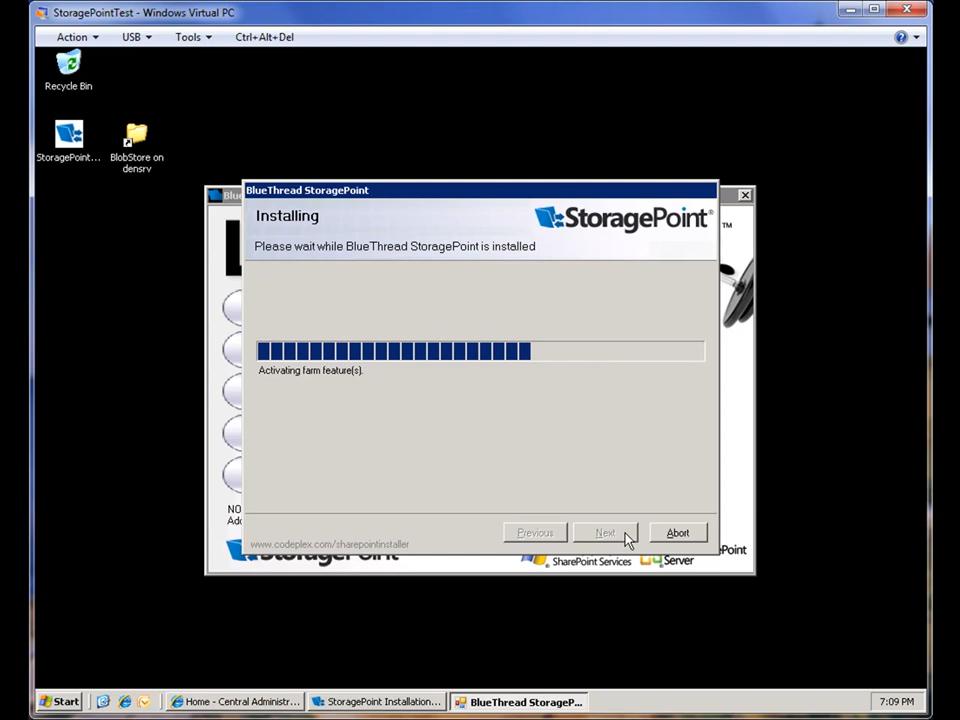 StoragePointTest - Windows Virtual PC
Action USB Tools Ctrl+Alt+Del
Recycle Bin
StoragePoint...
BlobStore on
densrv
BlueThread StoragePoint
Installing
StoragePoint®
™
Please wait while BlueThread StoragePoint is installed
Activating farm feature(s).
NO
Previous Next Abort
www.codeplex.com/sharepointinstaller
SharePoint Services
Server
Start
Home - Central Administr...
StoragePoint Installation...
BlueThread StorageP...
7:09 PM